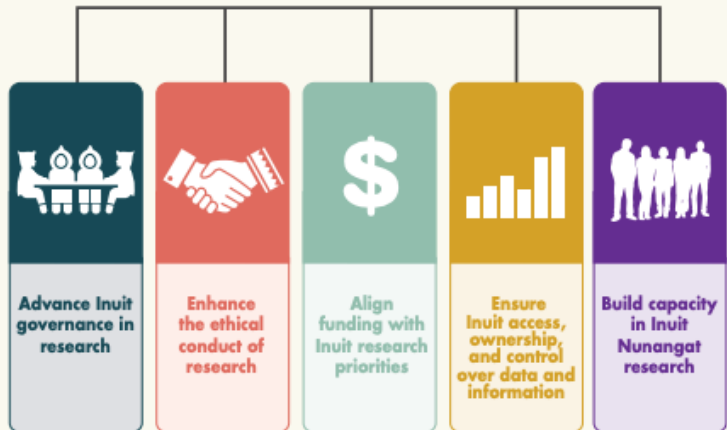 Advance Inuit
governance in
research
Enhance
the ethical
conduct of
research
$
Align
funding with
Inuit research
priorities
Ensure
Inuit access,
ownership,
and control
over data and
information
Build capacity
in Inuit
Nunangat
research